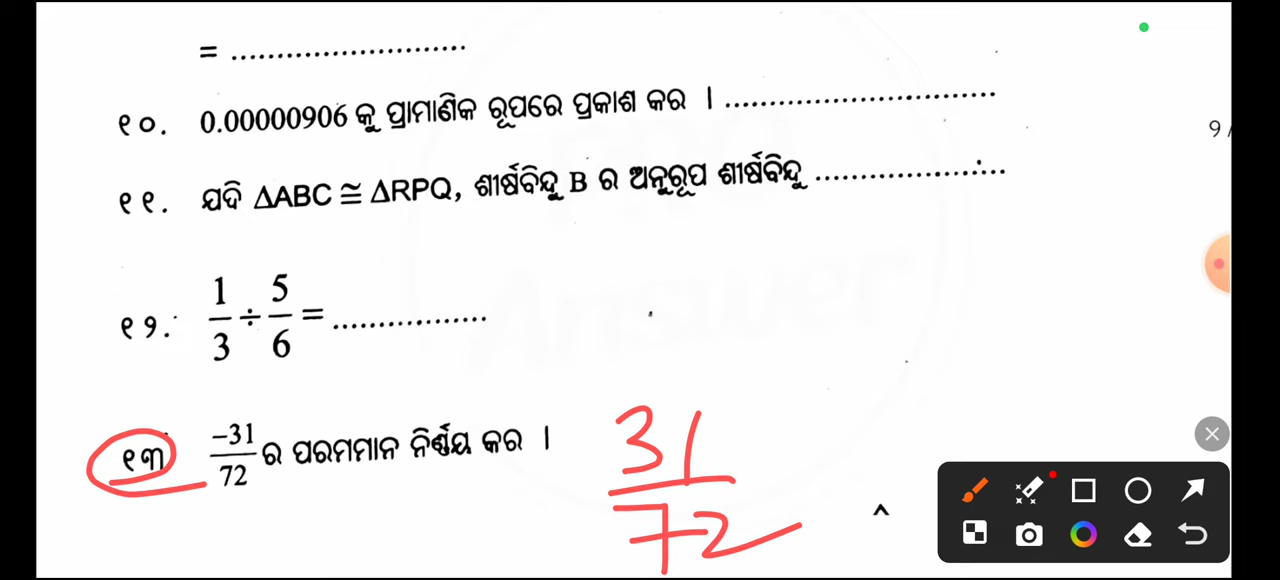 = ..........................
୧୦. 0.00000906 କୁ ପ୍ରାମାଣିକ ରୂପରେ ପ୍ରକାଶ କର । ..............................
9/
୧୧. ଯଦି ΔABC ≅ ΔRPQ, ଶୀର୍ଷବିନ୍ଦୁ B ର ଅନୁରୂପ ଶୀର୍ଷବିନ୍ଦୁ .....................
୧୨. 1/3 ÷ 5/6 = .................
୧୩ -31/72 ର ପରମମାନ ନିର୍ଣ୍ଣୟ କର । 31/72